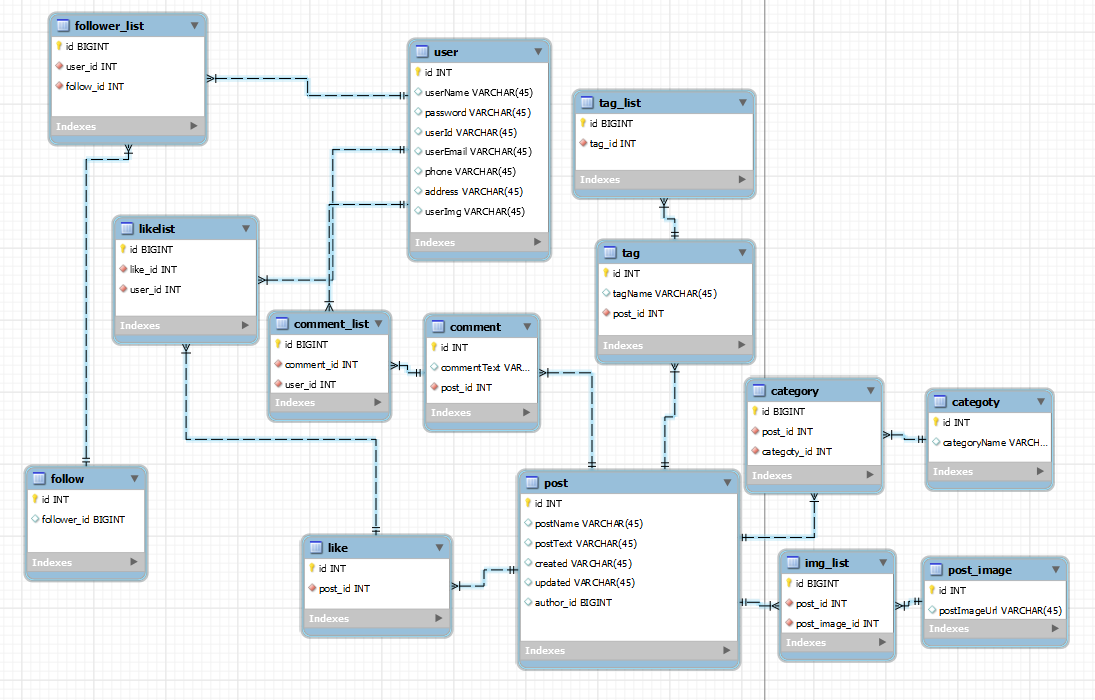 follower_list
id BIGINT
user_id INT
follow_id INT
Indexes
user
id INT
userName VARCHAR(45)
password VARCHAR(45)
userId VARCHAR(45)
userEmail VARCHAR(45)
phone VARCHAR(45)
address VARCHAR(45)
userImg VARCHAR(45)
Indexes
tag_list
id BIGINT
tag_id INT
Indexes
likelist
id BIGINT
like_id INT
user_id INT
Indexes
tag
id INT
tagName VARCHAR(45)
post_id INT
Indexes
comment_list
id BIGINT
comment_id INT
user_id INT
Indexes
comment
id INT
commentText VAR...
post_id INT
Indexes
category
id BIGINT
post_id INT
categoty_id INT
Indexes
categoty
id INT
categoryName VARCH...
Indexes
follow
id INT
follower_id BIGINT
Indexes
post
id INT
postName VARCHAR(45)
postText VARCHAR(45)
created VARCHAR(45)
updated VARCHAR(45)
author_id BIGINT
Indexes
like
id INT
post_id INT
Indexes
img_list
id BIGINT
post_id INT
post_image_id INT
Indexes
post_image
id INT
postImageUrl VARCHAR(45)
Indexes